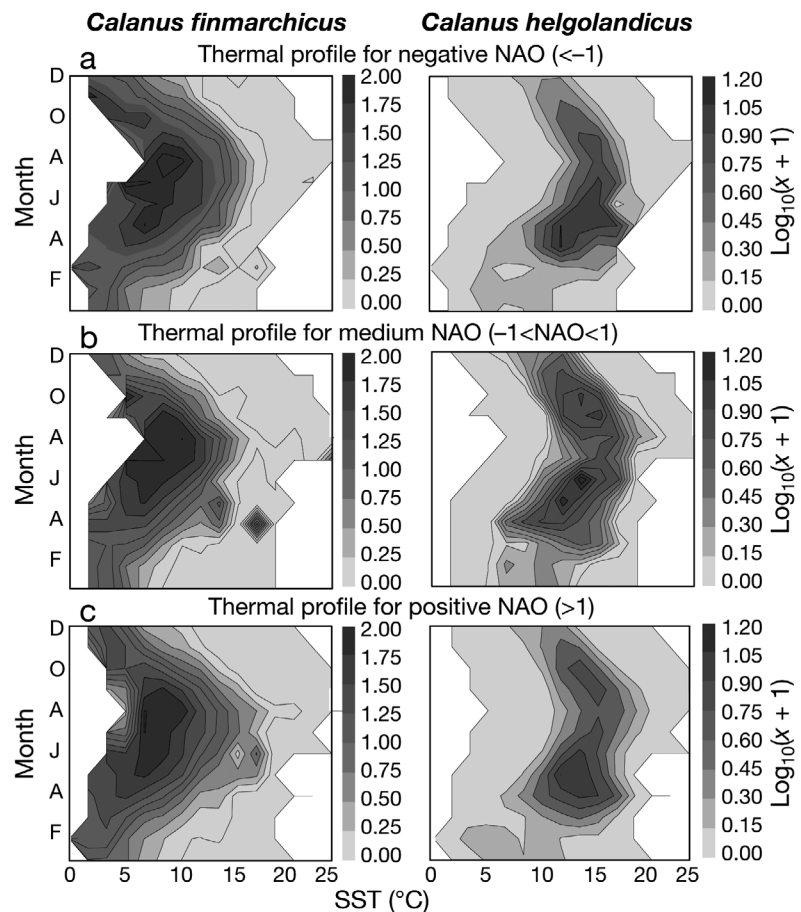 Calanus finmarchicus Calanus helgolandicus
a Thermal profile for negative NAO (<–1)
D
O
A
J
A
F
Month
2.00
1.75
1.50
1.25
1.00
0.75
0.50
0.25
0.00
1.20
1.05
0.90
0.75
0.60
0.45
0.30
0.15
0.00
Log10(x + 1)
b Thermal profile for medium NAO (–1<NAO<1)
D
O
A
J
A
F
Month
2.00
1.75
1.50
1.25
1.00
0.75
0.50
0.25
0.00
1.20
1.05
0.90
0.75
0.60
0.45
0.30
0.15
0.00
Log10(x + 1)
c Thermal profile for positive NAO (>1)
D
O
A
J
A
F
Month
2.00
1.75
1.50
1.25
1.00
0.75
0.50
0.25
0.00
1.20
1.05
0.90
0.75
0.60
0.45
0.30
0.15
0.00
Log10(x + 1)
0 5 10 15 20 25 0 5 10 15 20 25
SST (°C)